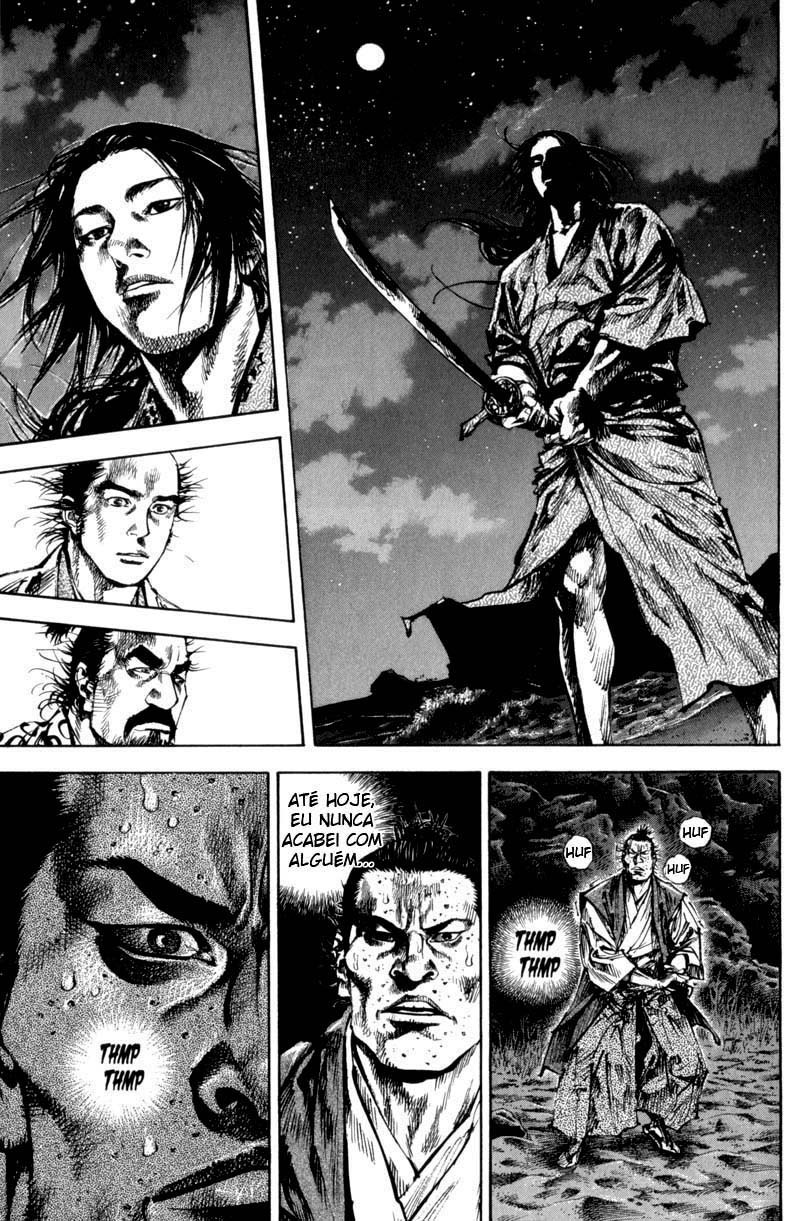 HUF
HUF
HUF
THMP
THMP
ATÉ HOJE,
EU NUNCA
ACABEI COM
ALGUÉM...
THMP
THMP